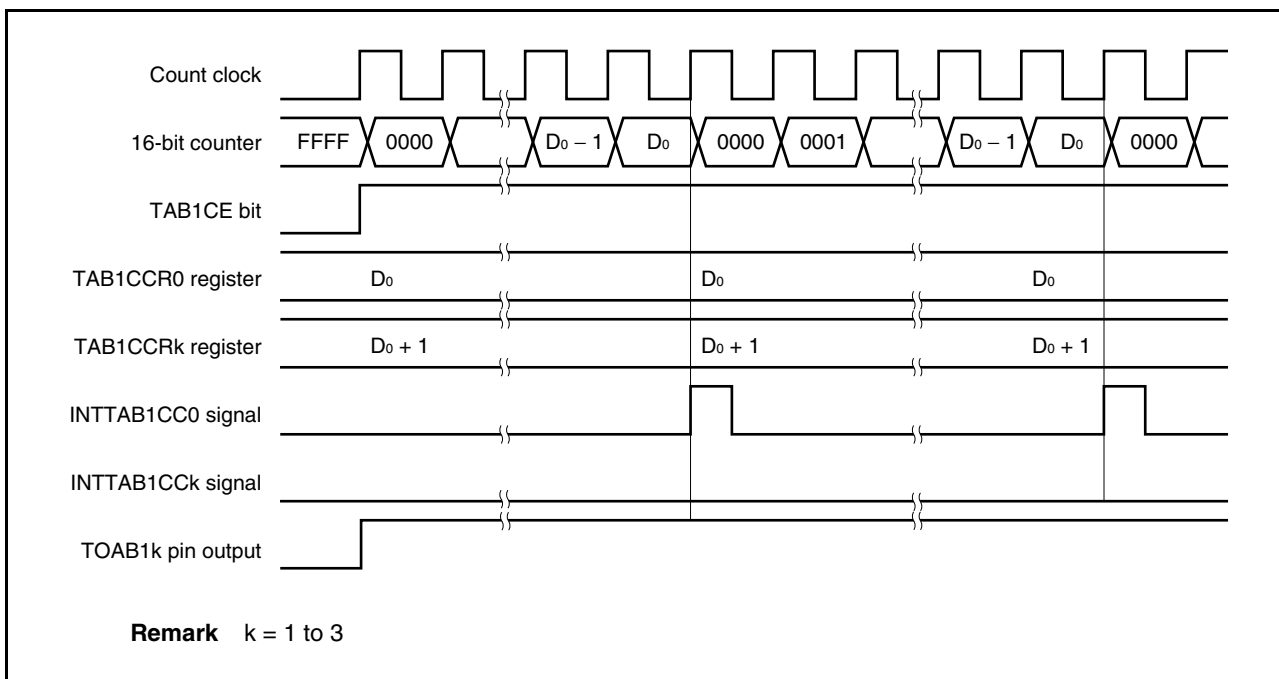 Count clock
16-bit counter FFFF 0000 D₀ – 1 D₀ 0000 0001 D₀ – 1 D₀ 0000
TAB1CE bit
TAB1CCR0 register D₀ D₀ D₀
TAB1CCRk register D₀ + 1 D₀ + 1 D₀ + 1
INTTAB1CC0 signal
INTTAB1CCk signal
TOAB1k pin output
Remark k = 1 to 3